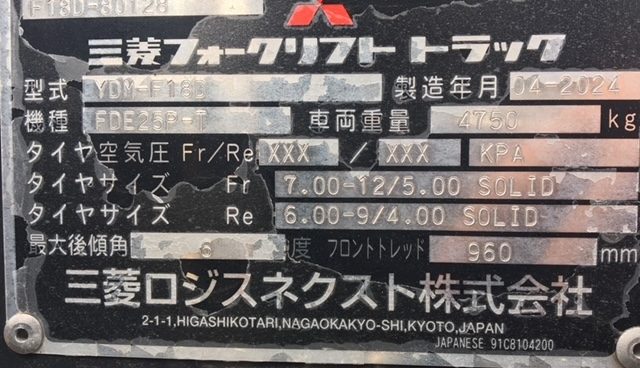 F18D-80128
三菱フォークリフト トラック
型式 YDM-F18D 製造年月 04-2024
機種 FDE25P-T 車両重量 4750 kg
タイヤ空気圧 Fr/Re XXX / XXX KPA
タイヤサイズ Fr 7.00-12/5.00 SOLID
タイヤサイズ Re 6.00-9/4.00 SOLID
最大後傾角 6 度 フロントトレッド 960 mm
三菱ロジスネクスト株式会社
2-1-1,HIGASHIKOTARI,NAGAOKAKYO-SHI,KYOTO,JAPAN
JAPANESE 91C8104200